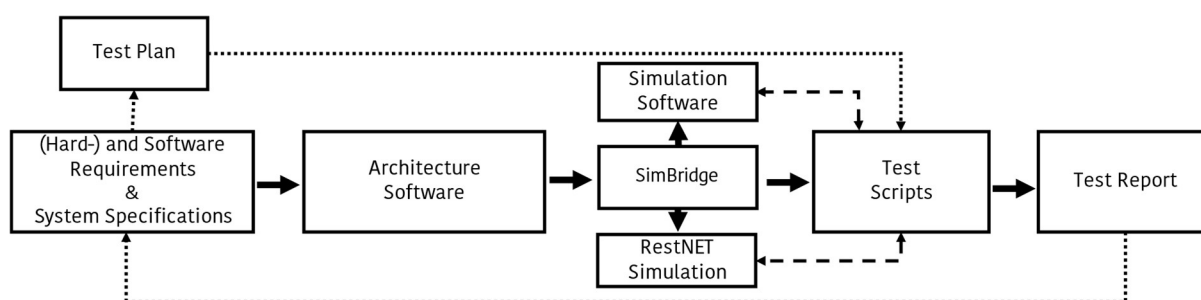 Test Plan
(Hard-) and Software
Requirements
&
System Specifications
Architecture
Software
Simulation
Software
SimBridge
RestNET
Simulation
Test
Scripts
Test Report